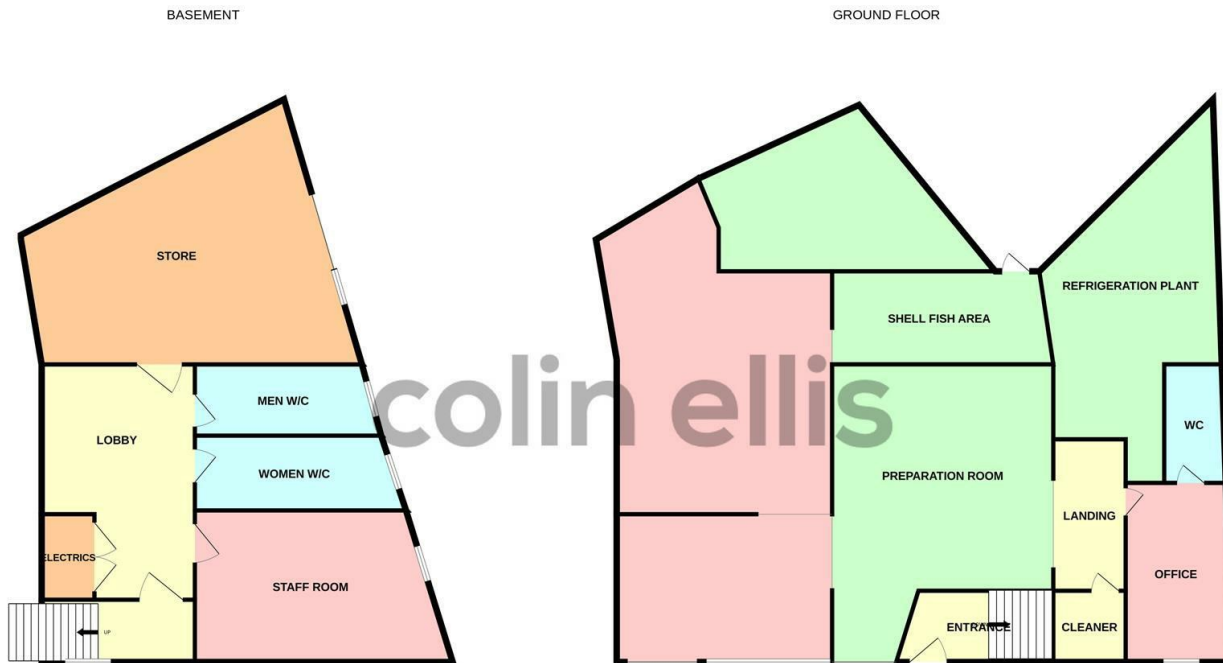 BASEMENT
GROUND FLOOR
STORE
MEN W/C
LOBBY
WOMEN W/C
ELECTRICS
STAFF ROOM
UP
REFRIGERATION PLANT
SHELL FISH AREA
colin ellis
WC
PREPARATION ROOM
LANDING
OFFICE
ENTRANCE
CLEANER